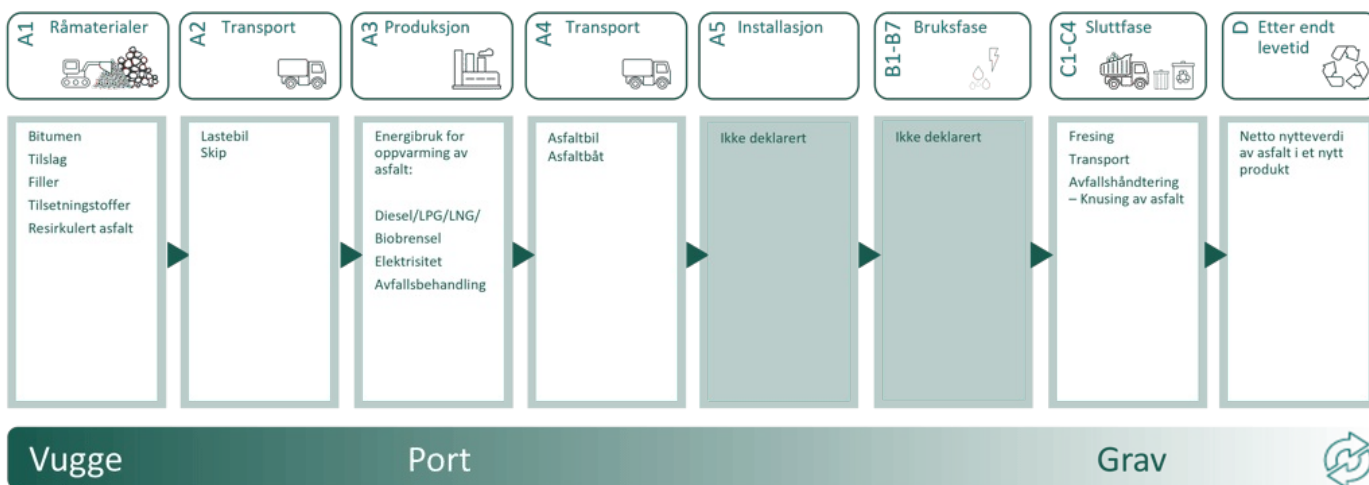 A1 Råmaterialer
A2 Transport
A3 Produksjon
A4 Transport
A5 Installasjon
B1-B7 Bruksfase
C1-C4 Sluttfase
D Etter endt
levetid
Bitumen
Tilslag
Filler
Tilsetningstoffer
Resirkulert asfalt
Lastebil
Skip
Energibruk for
oppvarming av
asfalt:
Diesel/LPG/LNG/
Biobrensel
Elektrisitet
Avfallsbehandling
Asfaltbil
Asfaltbåt
Ikke deklarert
Ikke deklarert
Fresing
Transport
Avfallshåndtering
– Knusing av asfalt
Netto nytteverdi
av asfalt i et nytt
produkt
Vugge
Port
Grav